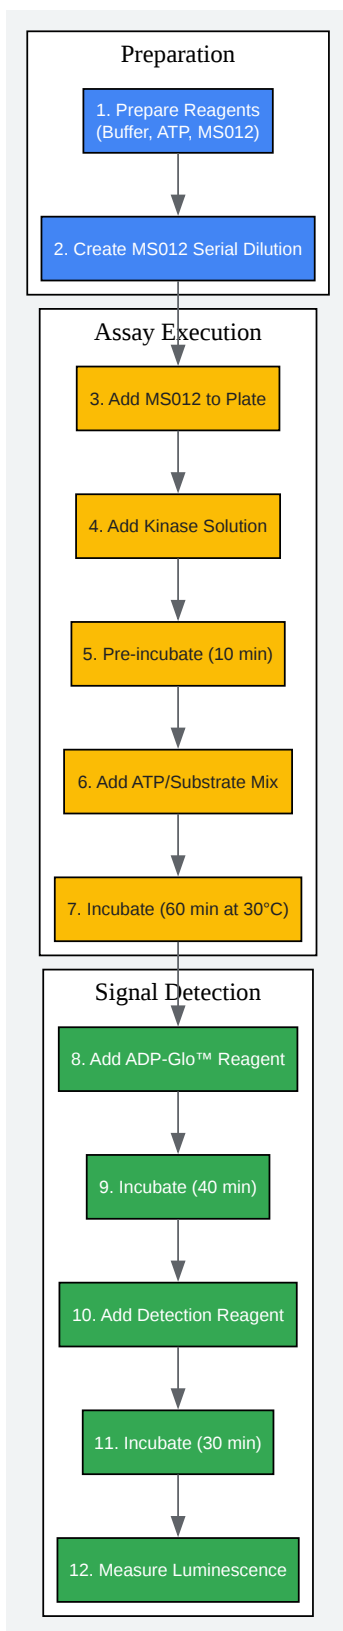 Preparation
1. Prepare Reagents
(Buffer, ATP, MS012)
2. Create MS012 Serial Dilution
Assay Execution
3. Add MS012 to Plate
4. Add Kinase Solution
5. Pre-incubate (10 min)
6. Add ATP/Substrate Mix
7. Incubate (60 min at 30°C)
Signal Detection
8. Add ADP-Glo™ Reagent
9. Incubate (40 min)
10. Add Detection Reagent
11. Incubate (30 min)
12. Measure Luminescence